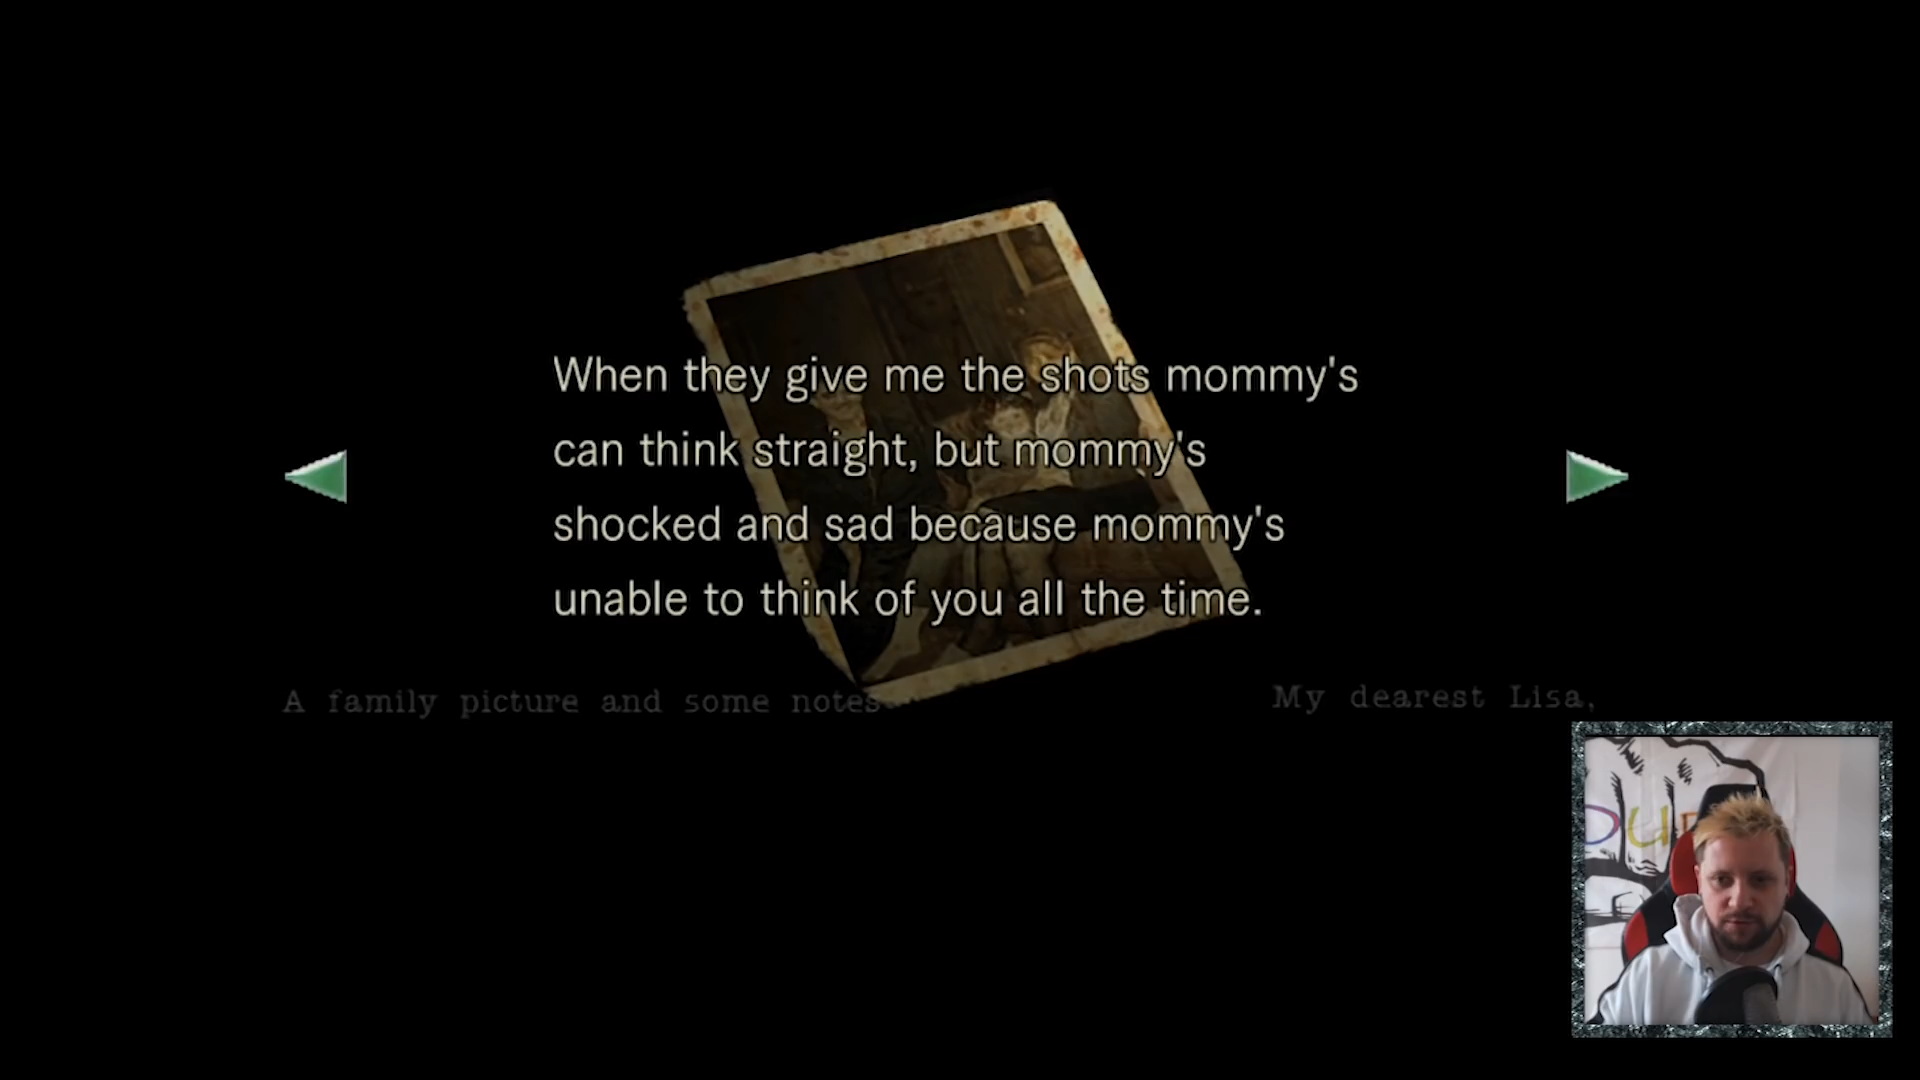 When they give me the shots mommy's
can think straight, but mommy's
shocked and sad because mommy's
unable to think of you all the time.
A family picture and some notes
My dearest Lisa,